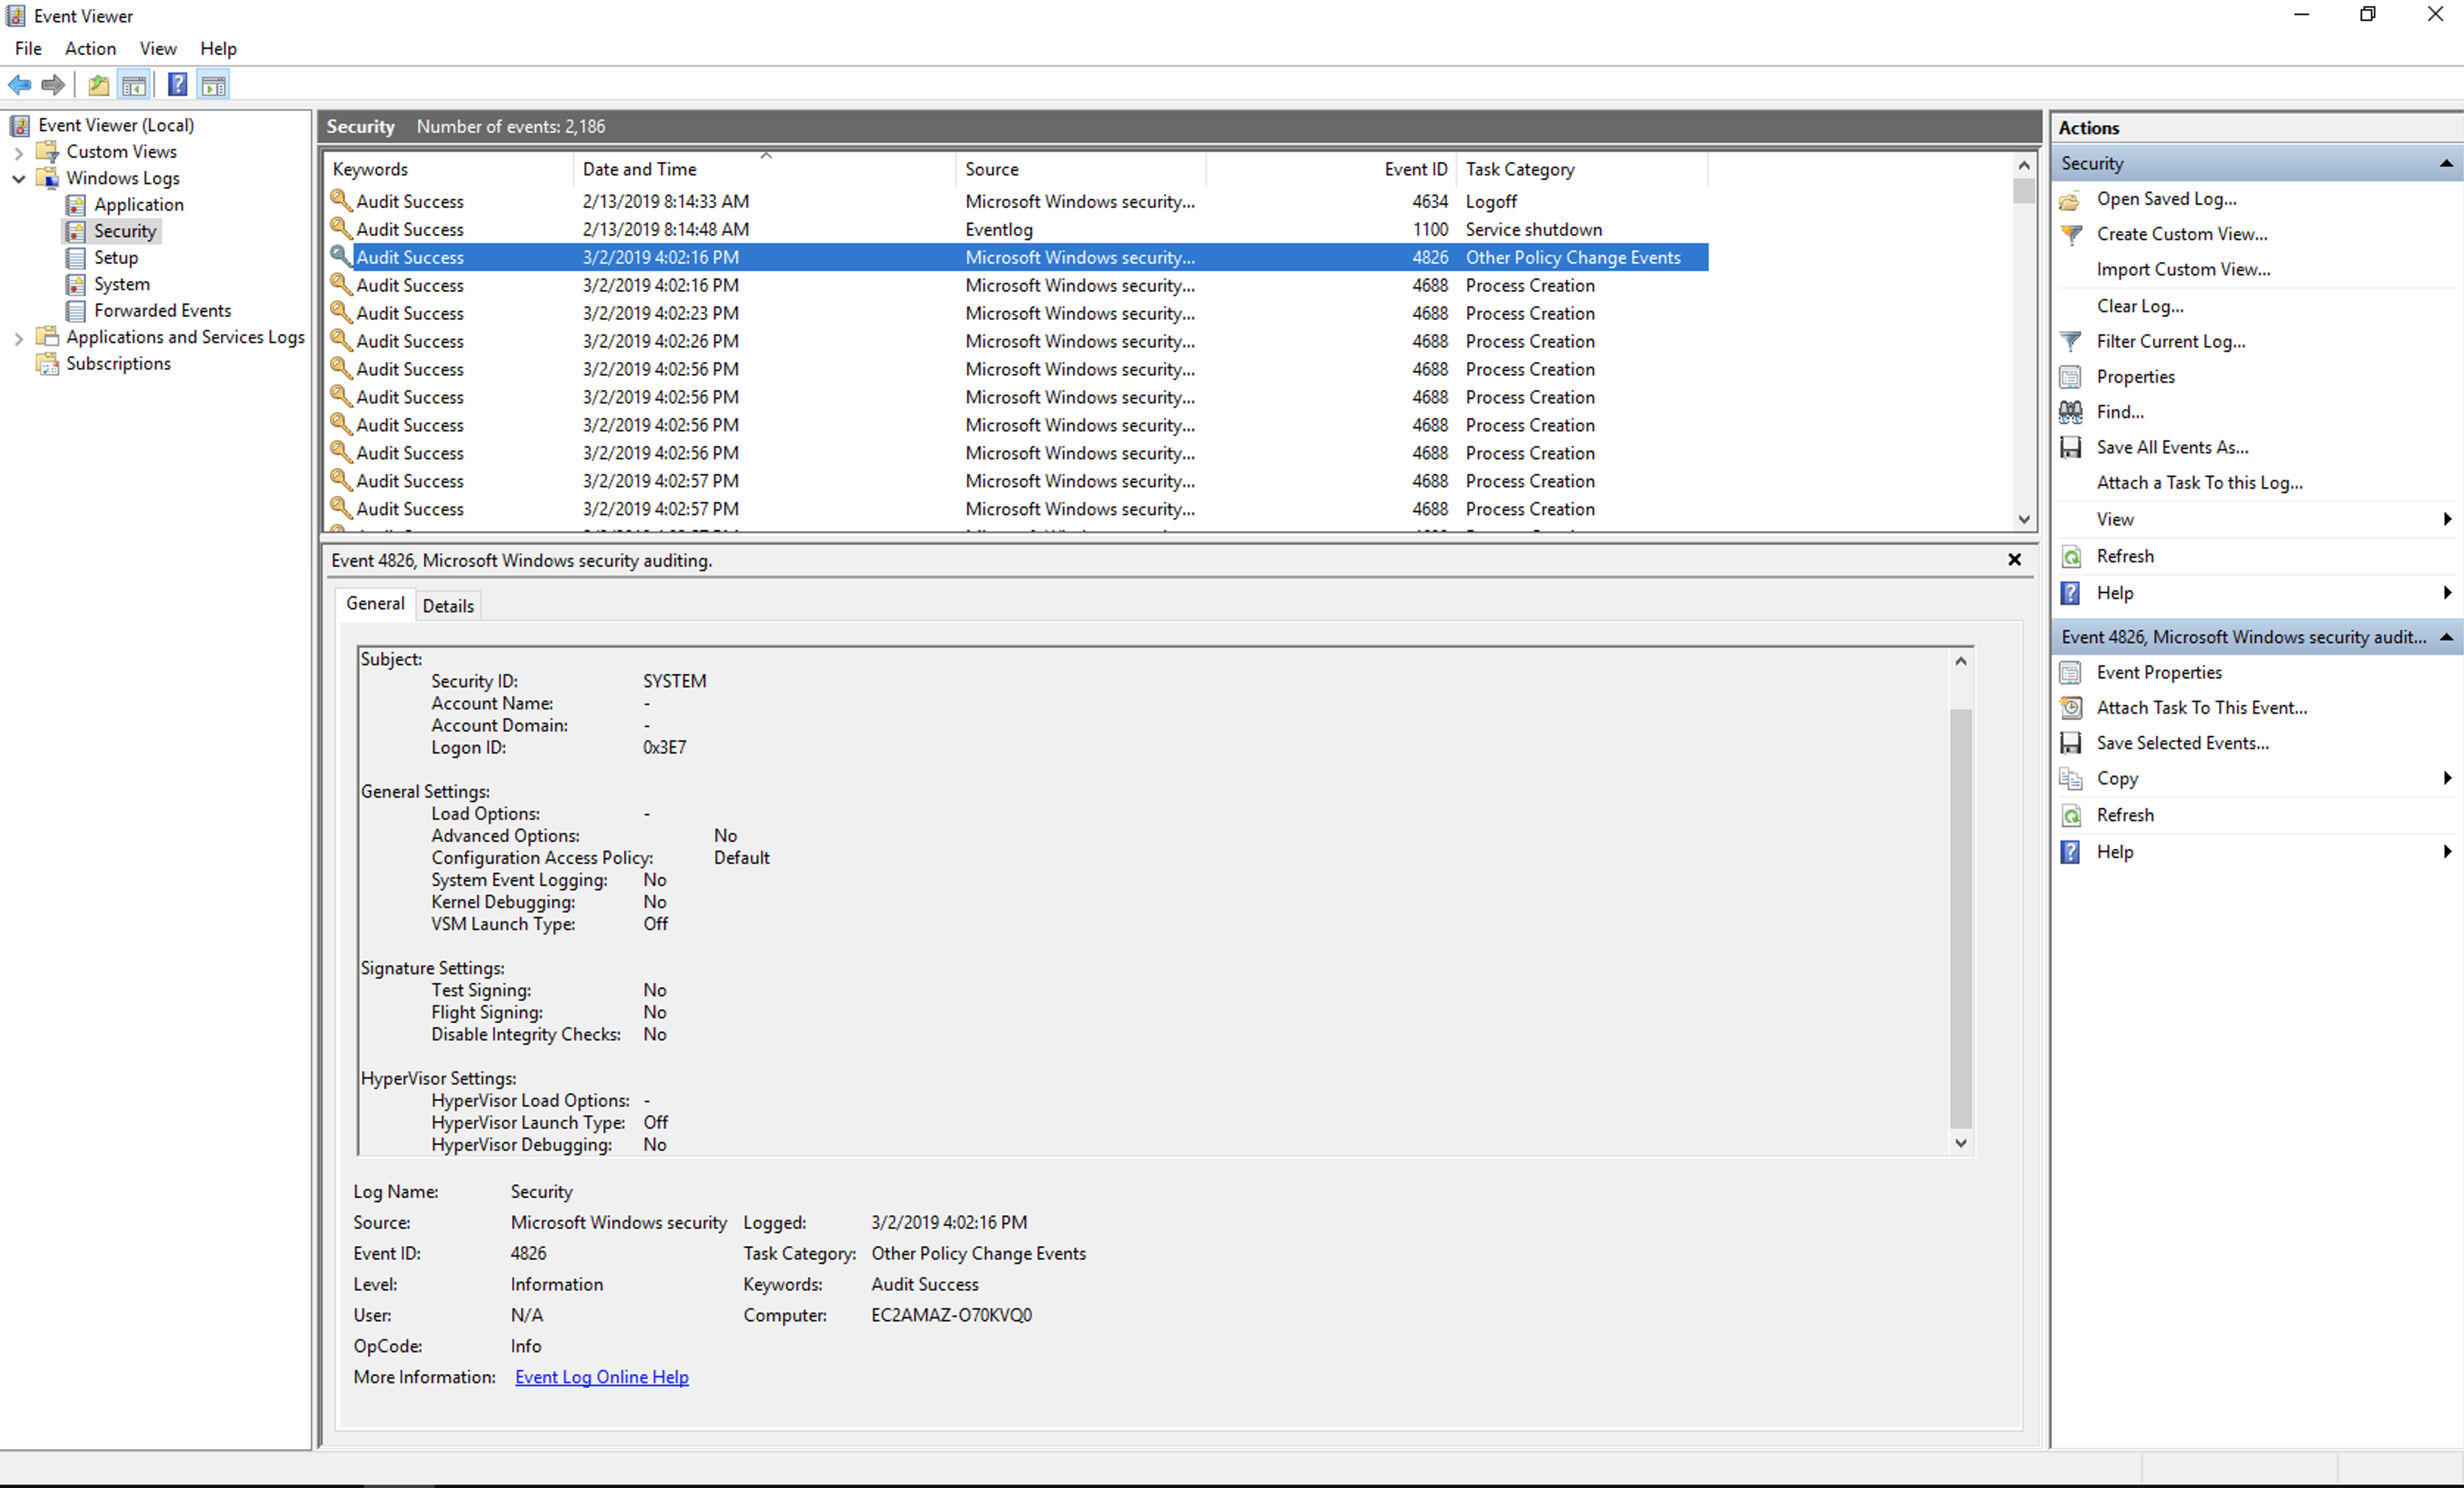 Event Viewer
File Action View Help
Event Viewer (Local)
Custom Views
Windows Logs
Application
Security
Setup
System
Forwarded Events
Applications and Services Logs
Subscriptions
Security Number of events: 2,186
Keywords Date and Time Source Event ID Task Category
Audit Success 2/13/2019 8:14:33 AM Microsoft Windows security... 4634 Logoff
Audit Success 2/13/2019 8:14:48 AM Eventlog 1100 Service shutdown
Audit Success 3/2/2019 4:02:16 PM Microsoft Windows security... 4826 Other Policy Change Events
Audit Success 3/2/2019 4:02:16 PM Microsoft Windows security... 4688 Process Creation
Audit Success 3/2/2019 4:02:23 PM Microsoft Windows security... 4688 Process Creation
Audit Success 3/2/2019 4:02:26 PM Microsoft Windows security... 4688 Process Creation
Audit Success 3/2/2019 4:02:56 PM Microsoft Windows security... 4688 Process Creation
Audit Success 3/2/2019 4:02:56 PM Microsoft Windows security... 4688 Process Creation
Audit Success 3/2/2019 4:02:56 PM Microsoft Windows security... 4688 Process Creation
Audit Success 3/2/2019 4:02:56 PM Microsoft Windows security... 4688 Process Creation
Audit Success 3/2/2019 4:02:57 PM Microsoft Windows security... 4688 Process Creation
Audit Success 3/2/2019 4:02:57 PM Microsoft Windows security... 4688 Process Creation
Event 4826, Microsoft Windows security auditing.
General Details
Subject:
Security ID: SYSTEM
Account Name: -
Account Domain: -
Logon ID: 0x3E7
General Settings:
Load Options: -
Advanced Options: No
Configuration Access Policy: Default
System Event Logging: No
Kernel Debugging: No
VSM Launch Type: Off
Signature Settings:
Test Signing: No
Flight Signing: No
Disable Integrity Checks: No
HyperVisor Settings:
HyperVisor Load Options: -
HyperVisor Launch Type: Off
HyperVisor Debugging: No
Log Name: Security
Source: Microsoft Windows security Logged: 3/2/2019 4:02:16 PM
Event ID: 4826 Task Category: Other Policy Change Events
Level: Information Keywords: Audit Success
User: N/A Computer: EC2AMAZ-O70KVQ0
OpCode: Info
More Information: Event Log Online Help
Actions
Security
Open Saved Log...
Create Custom View...
Import Custom View...
Clear Log...
Filter Current Log...
Properties
Find...
Save All Events As...
Attach a Task To this Log...
View
Refresh
Help
Event 4826, Microsoft Windows security audit...
Event Properties
Attach Task To This Event...
Save Selected Events...
Copy
Refresh
Help